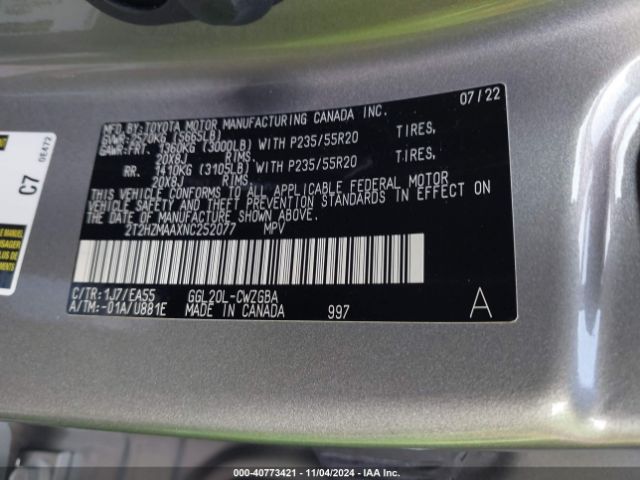 MFD.BY:TOYOTA MOTOR MANUFACTURING CANADA INC. 07/22
GVWR:2570KG (5665LB)
GAWR:FRT. 1360KG (3000LB) WITH P235/55R20 TIRES,
20X8J RIMS.
RR. 1410KG (3105LB) WITH P235/55R20 TIRES,
20X8J RIMS.
THIS VEHICLE CONFORMS TO ALL APPLICABLE FEDERAL MOTOR
VEHICLE SAFETY AND THEFT PREVENTION STANDARDS IN EFFECT ON
THE DATE OF MANUFACTURE SHOWN ABOVE.
2T2HZMAAXNC252077 MPV
C/TR:1J7/EA55 GGL20L-CWZGBA
A/TM:-01A/U881E MADE IN CANADA 997 A
C7
0E472
000-40773421 - 11/04/2024 - IAA Inc.